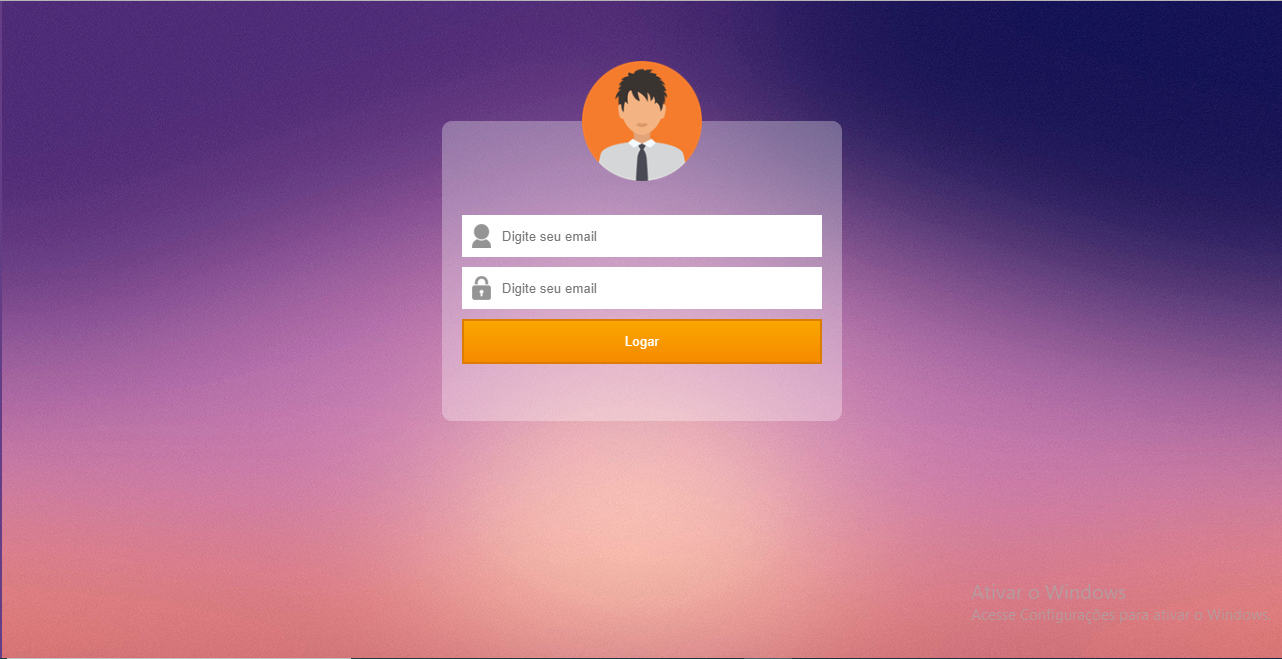 Digite seu email
Digite seu email
Logar
Ativar o Windows
Acesse Configurações para ativar o Windows.